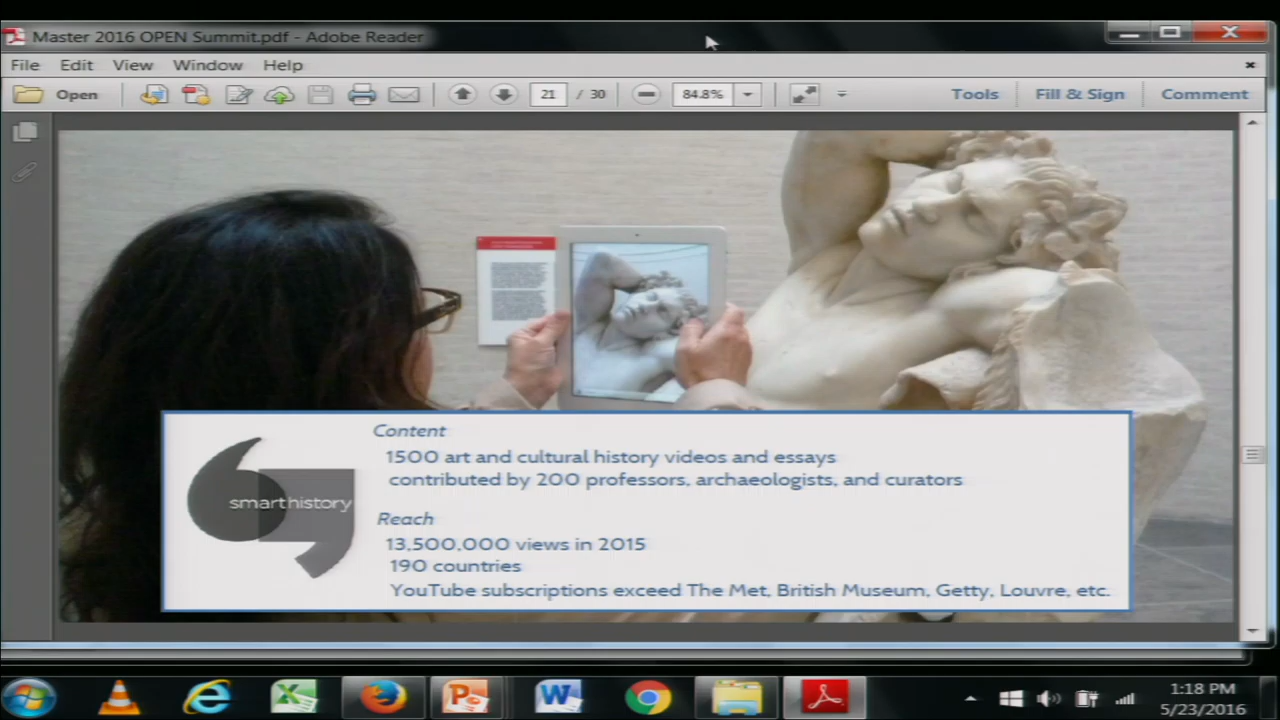 Master 2016 OPEN Summit.pdf - Adobe Reader
File Edit View Window Help
Open 21 / 30 84.8% Tools Fill & Sign Comment
smarthistory
Content
1500 art and cultural history videos and essays
contributed by 200 professors, archaeologists, and curators
Reach
13,500,000 views in 2015
190 countries
YouTube subscriptions exceed The Met, British Museum, Getty, Louvre, etc.
1:18 PM
5/23/2016